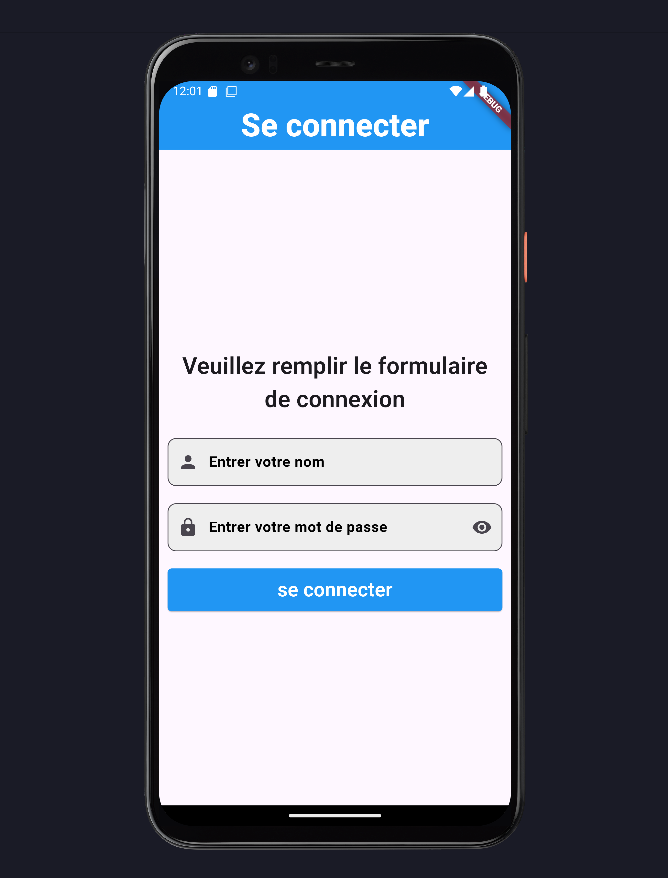 12:01
DEBUG
Se connecter
Veuillez remplir le formulaire
de connexion
Entrer votre nom
Entrer votre mot de passe
se connecter